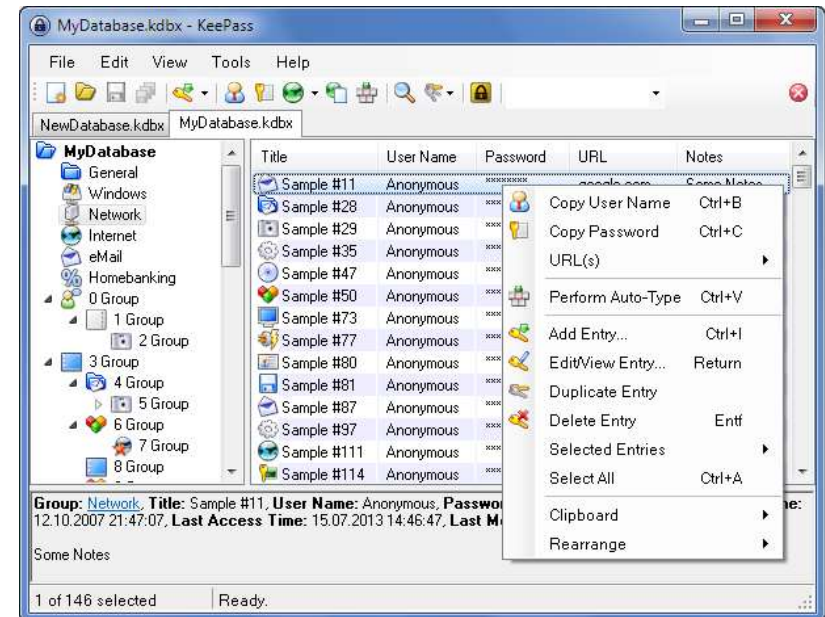 MyDatabase.kdbx - KeePass
File Edit View Tools Help
NewDatabase.kdbx MyDatabase.kdbx
MyDatabase
General
Windows
Network
Internet
eMail
Homebanking
0 Group
1 Group
2 Group
3 Group
4 Group
5 Group
6 Group
7 Group
8 Group
Title User Name Password URL Notes
Sample #11 Anonymous ******** google.com Some Notes
Sample #28 Anonymous ***
Sample #29 Anonymous ***
Sample #35 Anonymous ***
Sample #47 Anonymous ***
Sample #50 Anonymous ***
Sample #73 Anonymous ***
Sample #77 Anonymous ***
Sample #80 Anonymous ***
Sample #81 Anonymous ***
Sample #87 Anonymous ***
Sample #97 Anonymous ***
Sample #111 Anonymous ***
Sample #114 Anonymous ***
Copy User Name Ctrl+B
Copy Password Ctrl+C
URL(s)
Perform Auto-Type Ctrl+V
Add Entry... Ctrl+I
Edit/View Entry... Return
Duplicate Entry
Delete Entry Entf
Selected Entries
Select All Ctrl+A
Clipboard
Rearrange
Group: Network, Title: Sample #11, User Name: Anonymous, Passwor ne:
12.10.2007 21:47:07, Last Access Time: 15.07.2013 14:46:47, Last M
Some Notes
1 of 146 selected Ready.